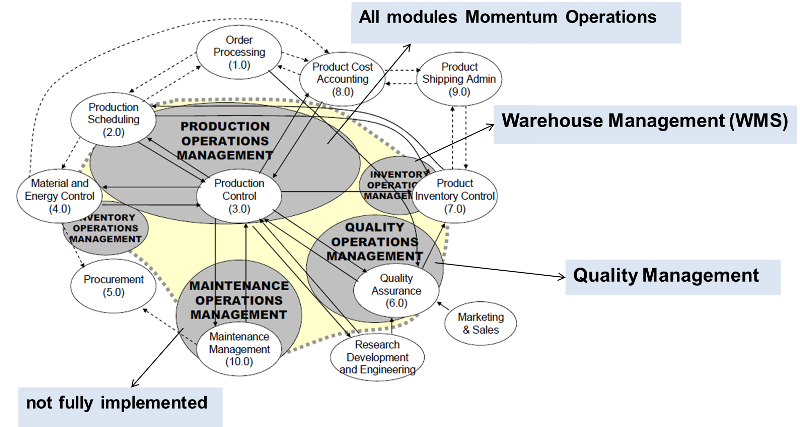 All modules Momentum Operations
Order
Processing
(1.0)
Product Cost
Accounting
(8.0)
Product
Shipping Admin
(9.0)
Production
Scheduling
(2.0)
PRODUCTION
OPERATIONS
MANAGEMENT
Warehouse Management (WMS)
Material and
Energy Control
(4.0)
Production
Control
(3.0)
INVENTORY
OPERATIONS
MANAGEMENT
Product
Inventory Control
(7.0)
INVENTORY
OPERATIONS
MANAGEMENT
QUALITY
OPERATIONS
MANAGEMENT
Quality Management
Procurement
(5.0)
MAINTENANCE
OPERATIONS
MANAGEMENT
Quality
Assurance
(6.0)
Marketing
& Sales
Maintenance
Management
(10.0)
Research
Development
and Engineering
not fully implemented